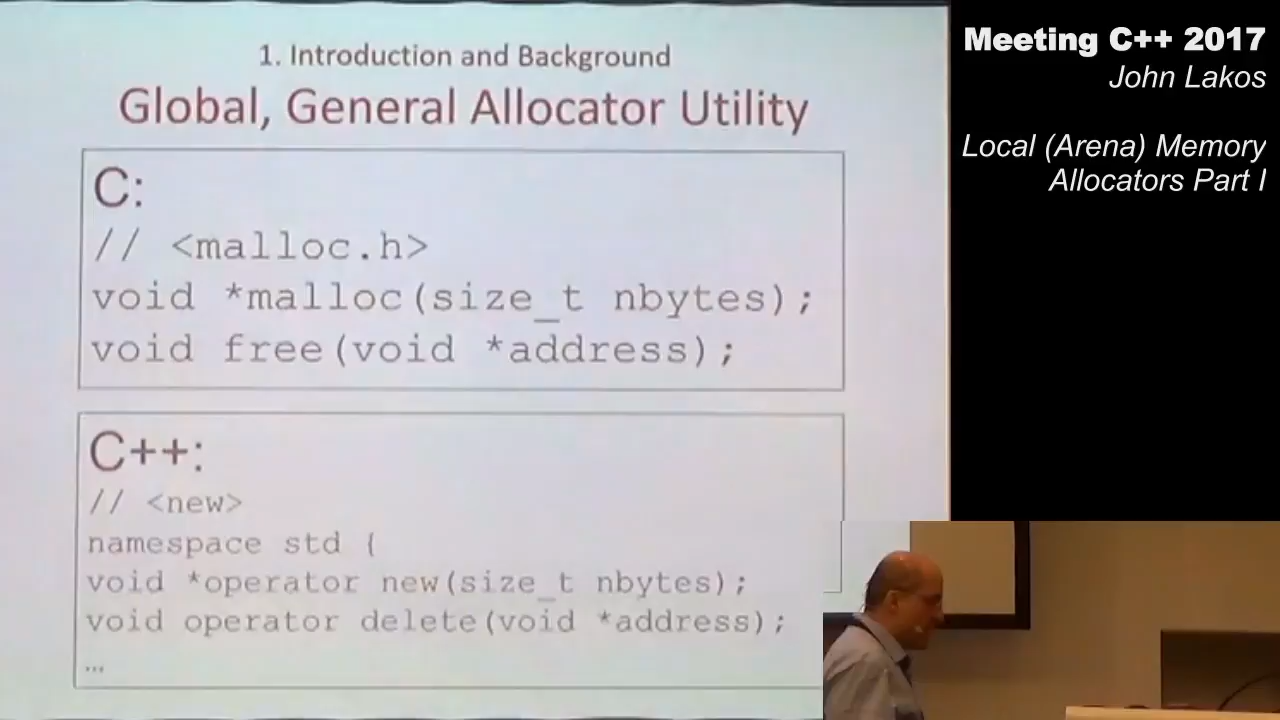 1. Introduction and Background
Global, General Allocator Utility
C:
// <malloc.h>
void *malloc(size_t nbytes);
void free(void *address);
C++:
// <new>
namespace std {
void *operator new(size_t nbytes);
void operator delete(void *address);
...
Meeting C++ 2017
John Lakos
Local (Arena) Memory
Allocators Part I